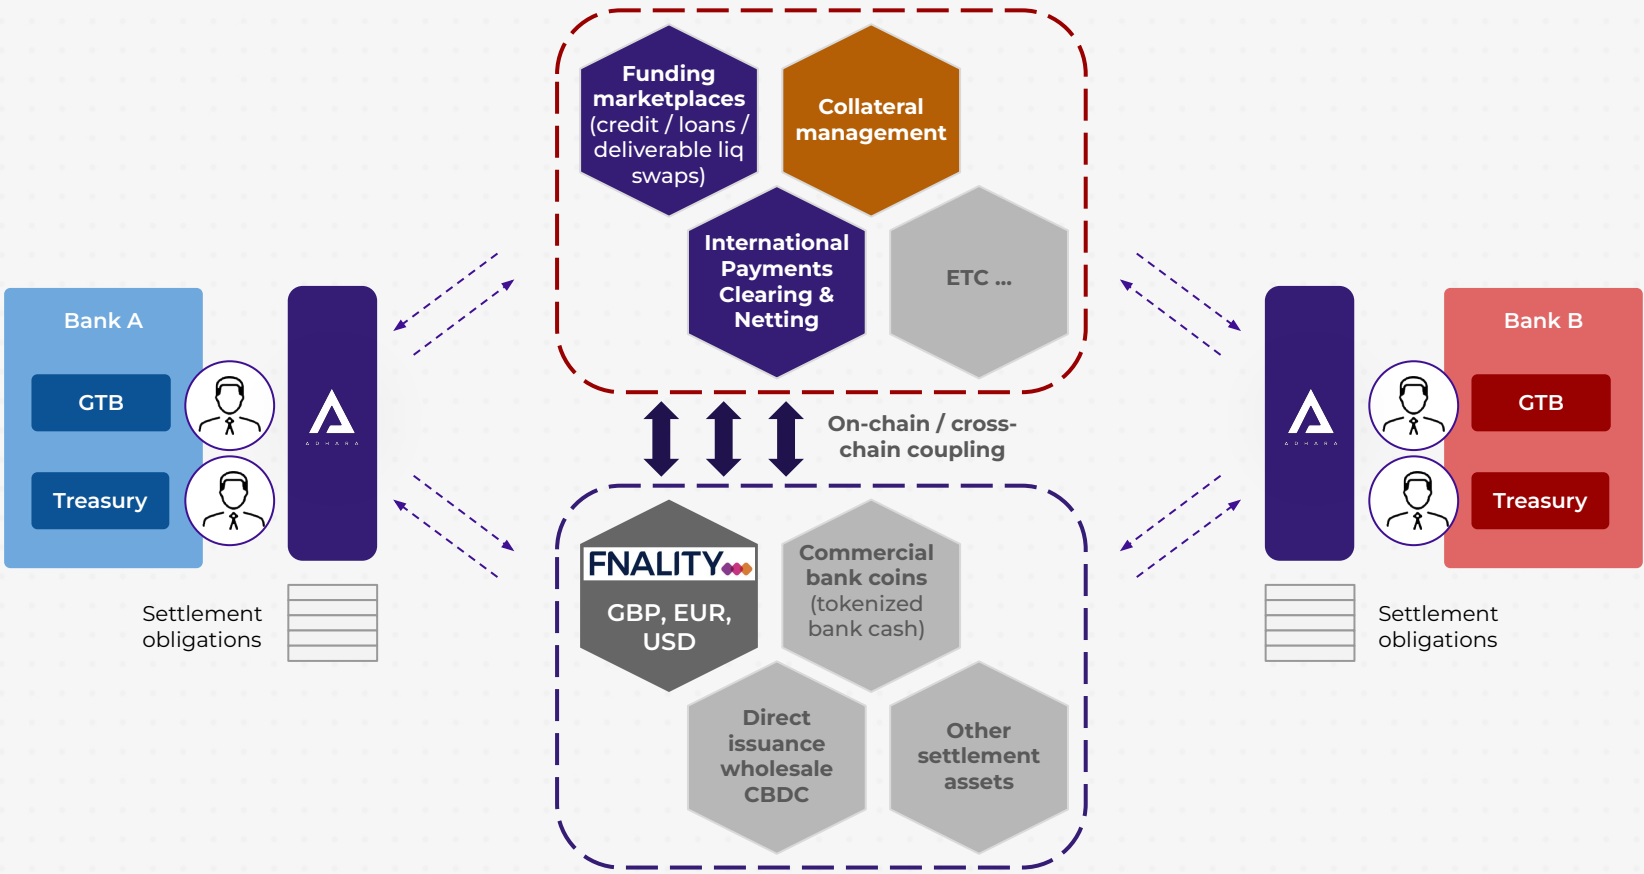 Funding
marketplaces
(credit / loans /
deliverable liq
swaps)
Collateral
management
International
Payments
Clearing &
Netting
ETC ...
Bank A
GTB
Treasury
ADHARA
Settlement
obligations
On-chain / cross-
chain coupling
Bank B
GTB
Treasury
ADHARA
Settlement
obligations
FNALITY
GBP, EUR,
USD
Commercial
bank coins
(tokenized
bank cash)
Direct
issuance
wholesale
CBDC
Other
settlement
assets